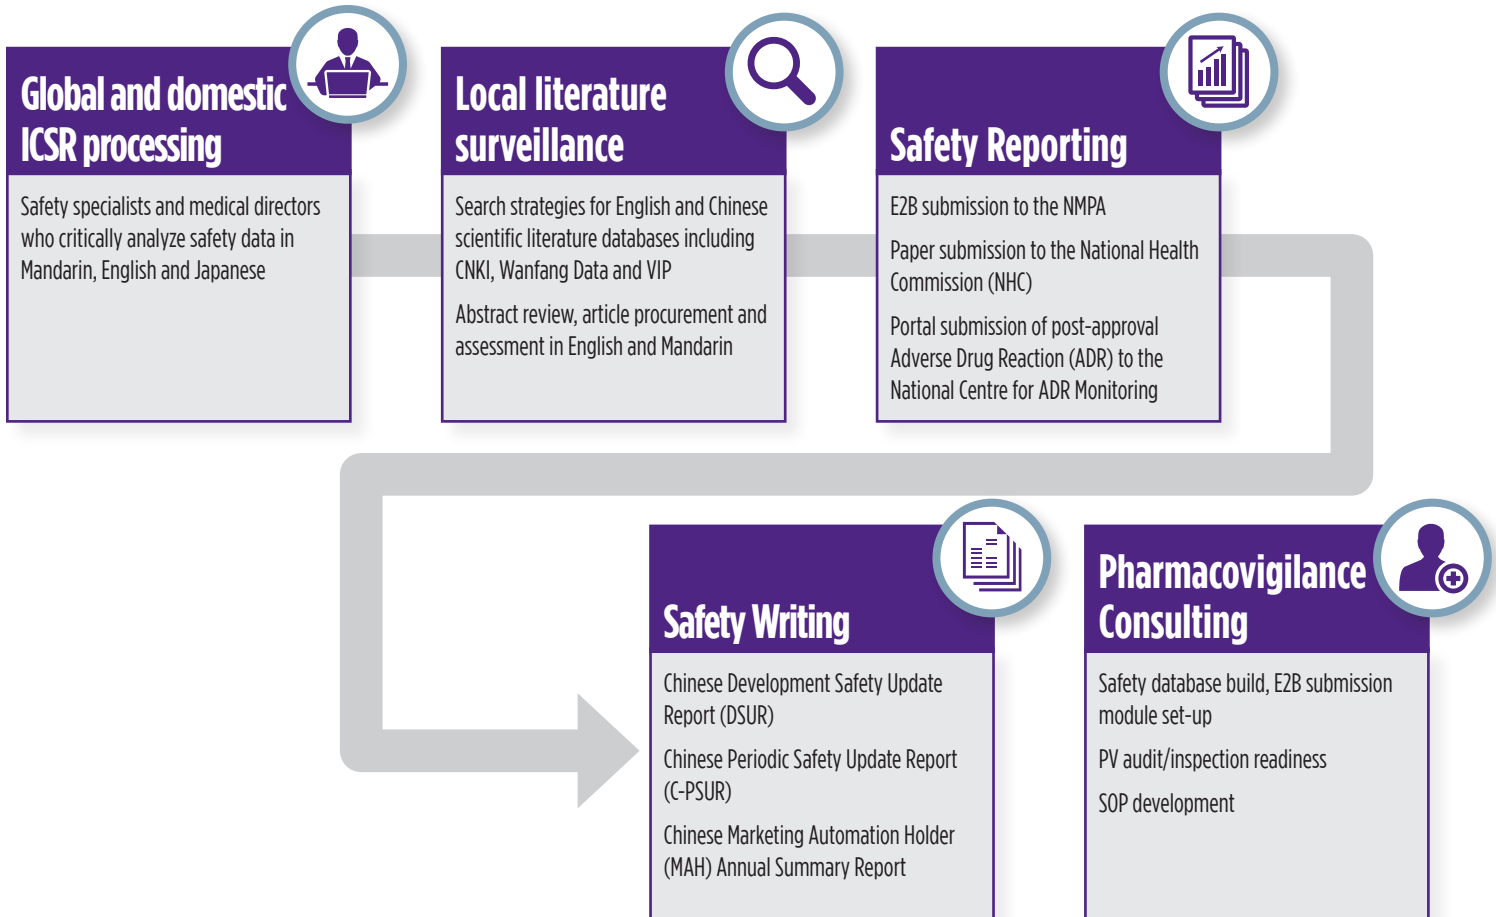 Global and domestic
ICSR processing
Safety specialists and medical directors
who critically analyze safety data in
Mandarin, English and Japanese
Local literature
surveillance
Search strategies for English and Chinese
scientific literature databases including
CNKI, Wanfang Data and VIP
Abstract review, article procurement and
assessment in English and Mandarin
Safety Reporting
E2B submission to the NMPA
Paper submission to the National Health
Commission (NHC)
Portal submission of post-approval
Adverse Drug Reaction (ADR) to the
National Centre for ADR Monitoring
Safety Writing
Chinese Development Safety Update
Report (DSUR)
Chinese Periodic Safety Update Report
(C-PSUR)
Chinese Marketing Automation Holder
(MAH) Annual Summary Report
Pharmacovigilance
Consulting
Safety database build, E2B submission
module set-up
PV audit/inspection readiness
SOP development